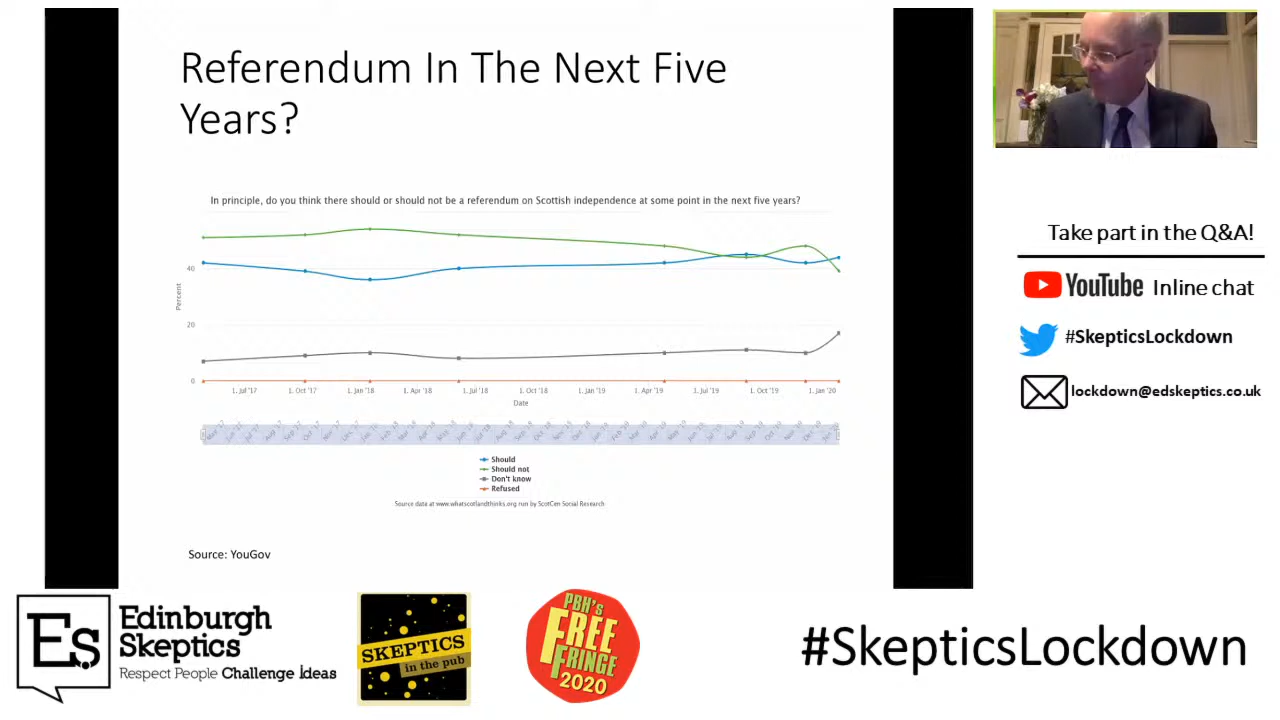 Referendum In The Next Five
Years?
In principle, do you think there should or should not be a referendum on Scottish independence at some point in the next five years?
40
20
0
Percent
1. Jul '17
1. Oct '17
1. Jan '18
1. Apr '18
1. Jul '18
1. Oct '18
1. Jan '19
1. Apr '19
1. Jul '19
1. Oct '19
1. Jan '20
Date
Should
Should not
Don't know
Refused
Source data at www.whatscotlandthinks.org run by ScotCen Social Research
Source: YouGov
Take part in the Q&A!
YouTube Inline chat
#SkepticsLockdown
lockdown@edskeptics.co.uk
Es
Edinburgh
Skeptics
Respect People Challenge Ideas
SKEPTICS
in the pub
PBH's
FREE
FRINGE
2020
#SkepticsLockdown